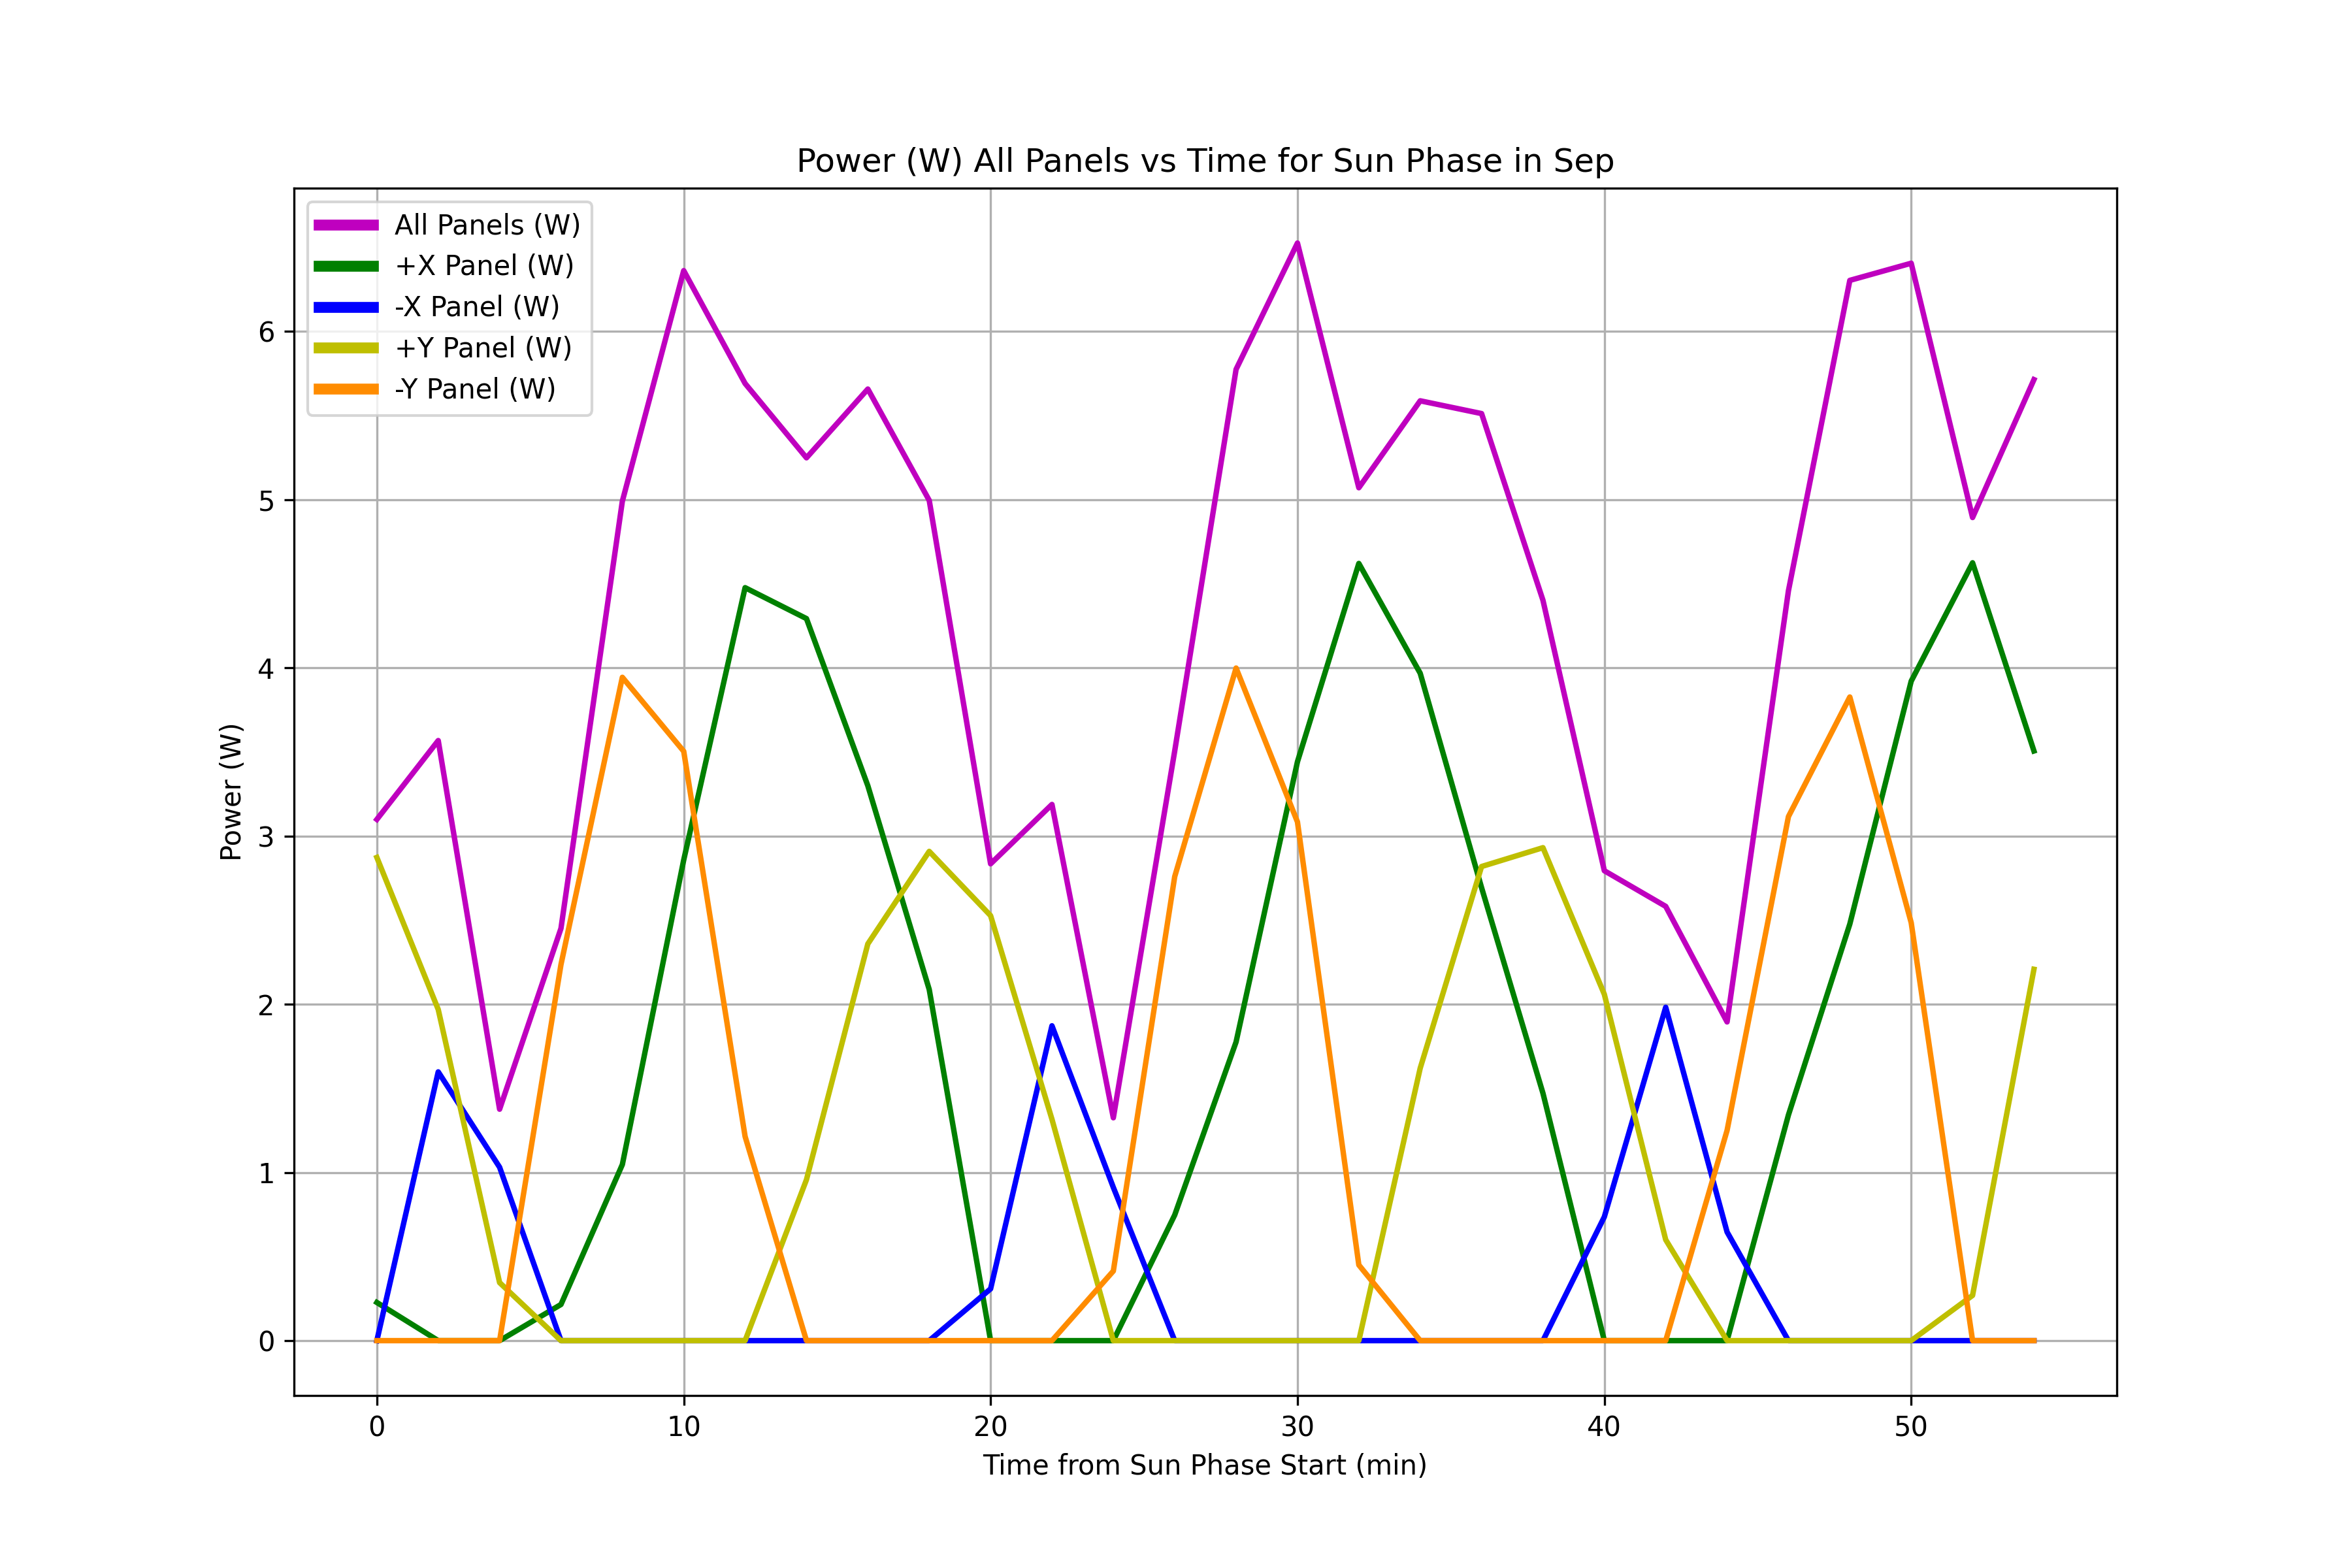 Power (W) All Panels vs Time for Sun Phase in Sep
All Panels (W)
+X Panel (W)
-X Panel (W)
+Y Panel (W)
-Y Panel (W)
6
5
4
3
2
1
0
Power (W)
0 10 20 30 40 50
Time from Sun Phase Start (min)